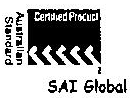 Certified Product
Australian
Standard
SAI Global